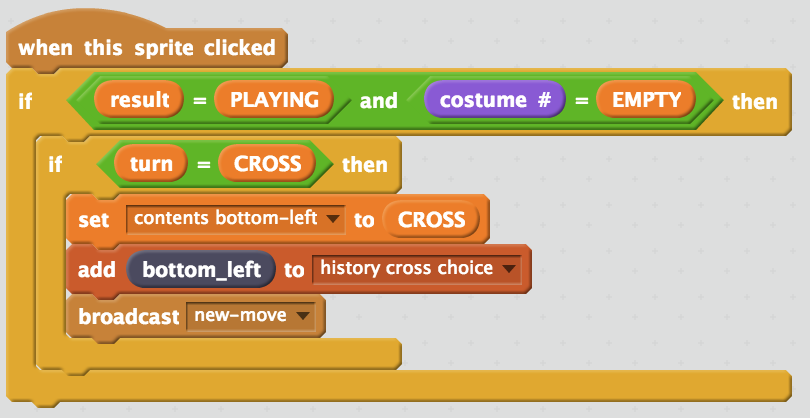 when this sprite clicked
if result = PLAYING and costume # = EMPTY then
if turn = CROSS then
set contents bottom-left to CROSS
add bottom_left to history cross choice
broadcast new-move